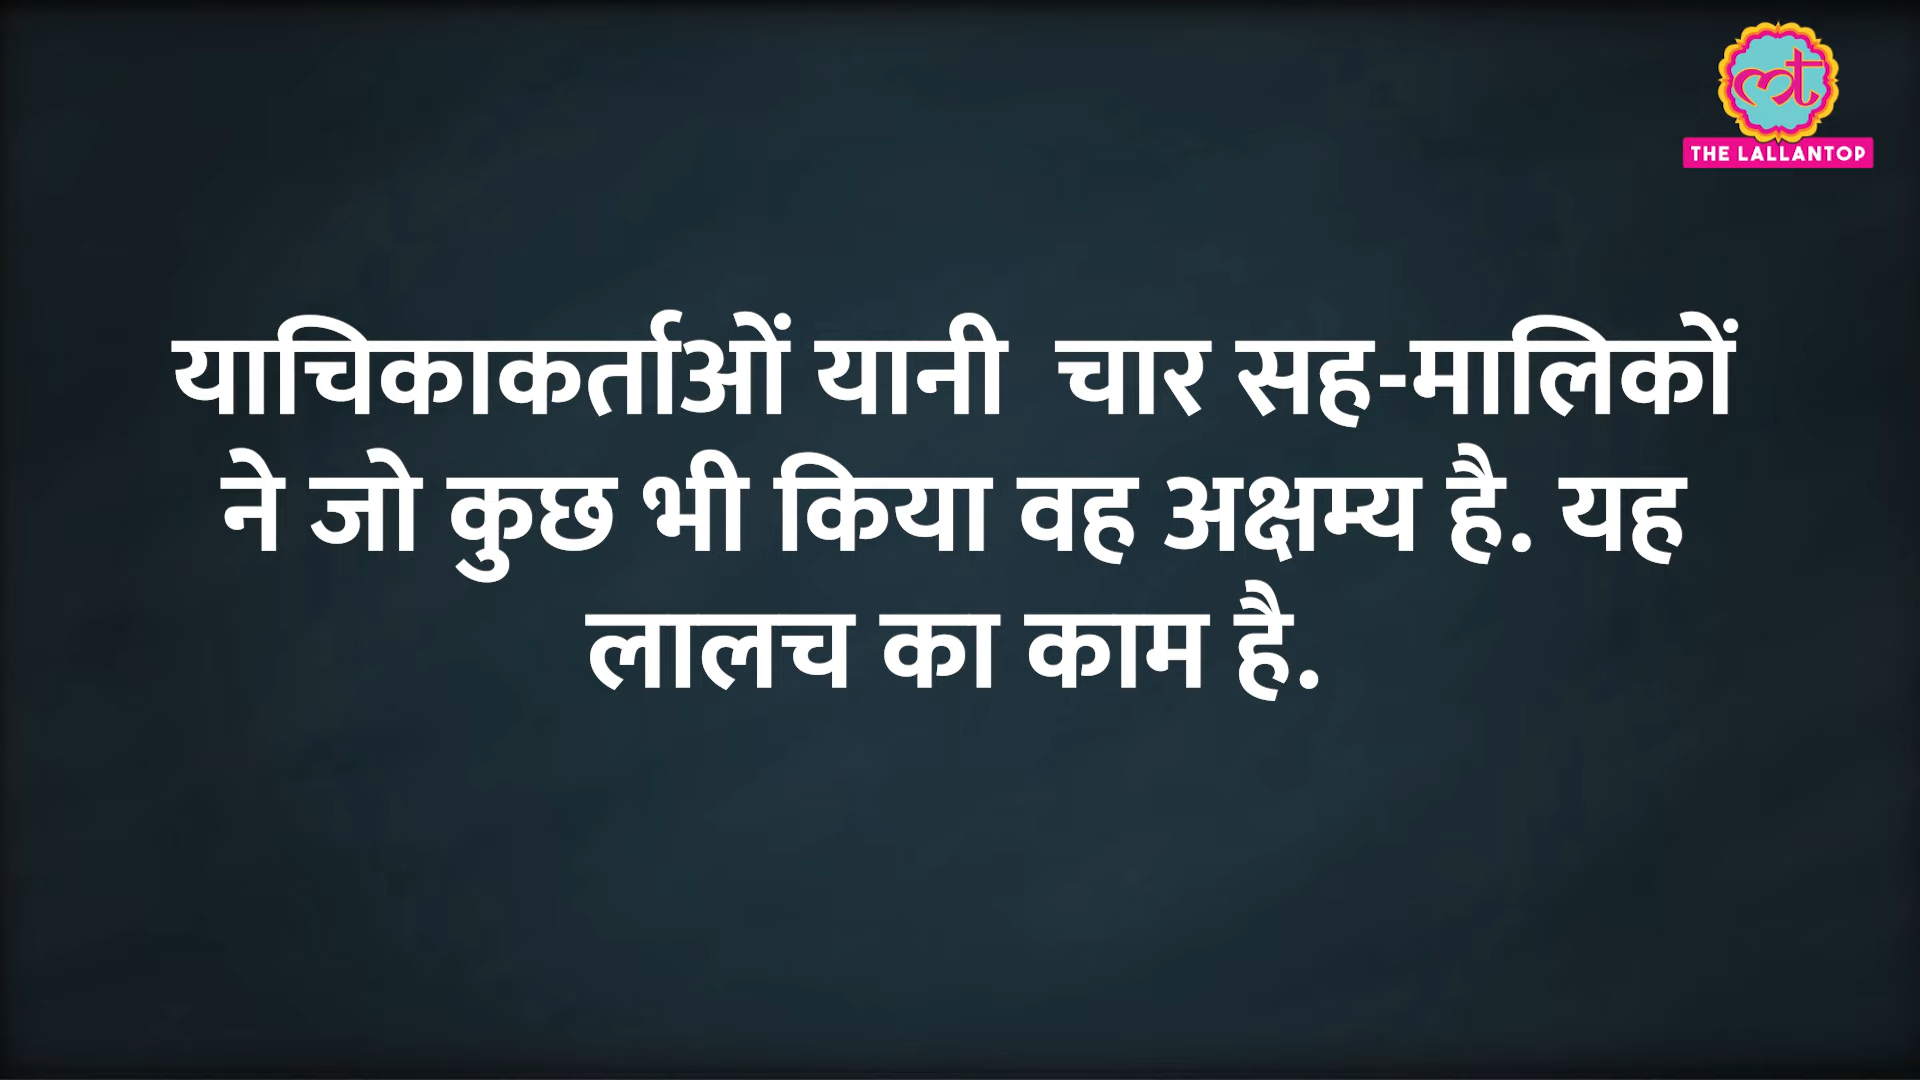 THE LALLANTOP
याचिकाकर्ताओं यानी चार सह-मालिकों
ने जो कुछ भी किया वह अक्षम्य है. यह
लालच का काम है.